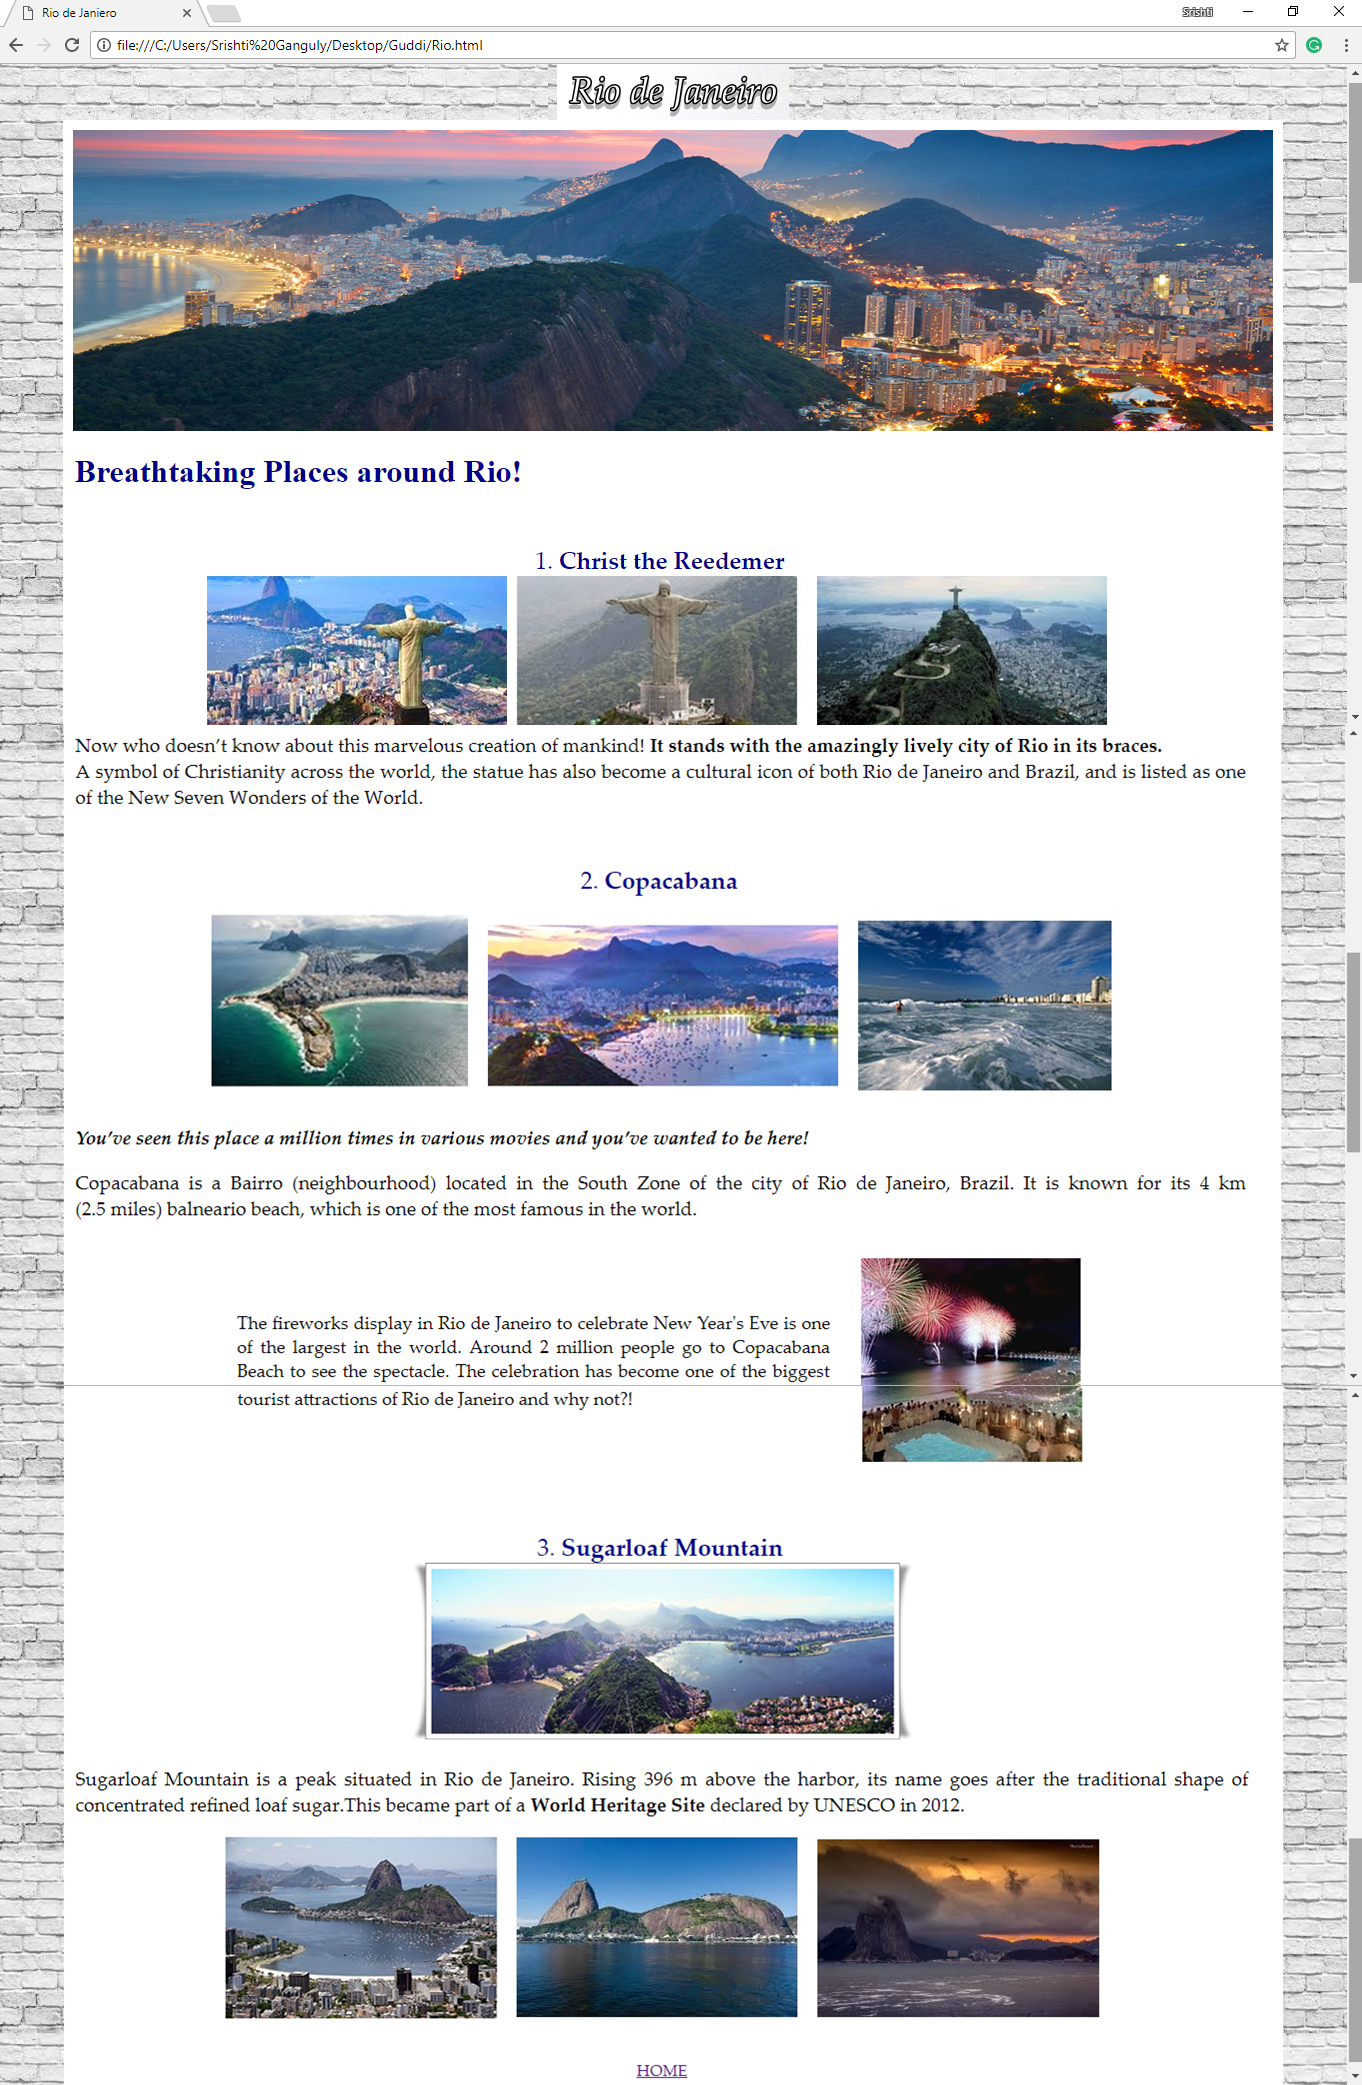 Rio de Janiero
Srishti
file:///C:/Users/Srishti%20Ganguly/Desktop/Guddi/Rio.html
Rio de Janeiro
Breathtaking Places around Rio!
1. Christ the Reedemer
Now who doesn’t know about this marvelous creation of mankind! It stands with the amazingly lively city of Rio in its braces.
A symbol of Christianity across the world, the statue has also become a cultural icon of both Rio de Janeiro and Brazil, and is listed as one
of the New Seven Wonders of the World.
2. Copacabana
You’ve seen this place a million times in various movies and you’ve wanted to be here!
Copacabana is a Bairro (neighbourhood) located in the South Zone of the city of Rio de Janeiro, Brazil. It is known for its 4 km
(2.5 miles) balneario beach, which is one of the most famous in the world.
The fireworks display in Rio de Janeiro to celebrate New Year's Eve is one
of the largest in the world. Around 2 million people go to Copacabana
Beach to see the spectacle. The celebration has become one of the biggest
tourist attractions of Rio de Janeiro and why not?!
3. Sugarloaf Mountain
Sugarloaf Mountain is a peak situated in Rio de Janeiro. Rising 396 m above the harbor, its name goes after the traditional shape of
concentrated refined loaf sugar.This became part of a World Heritage Site declared by UNESCO in 2012.
HOME